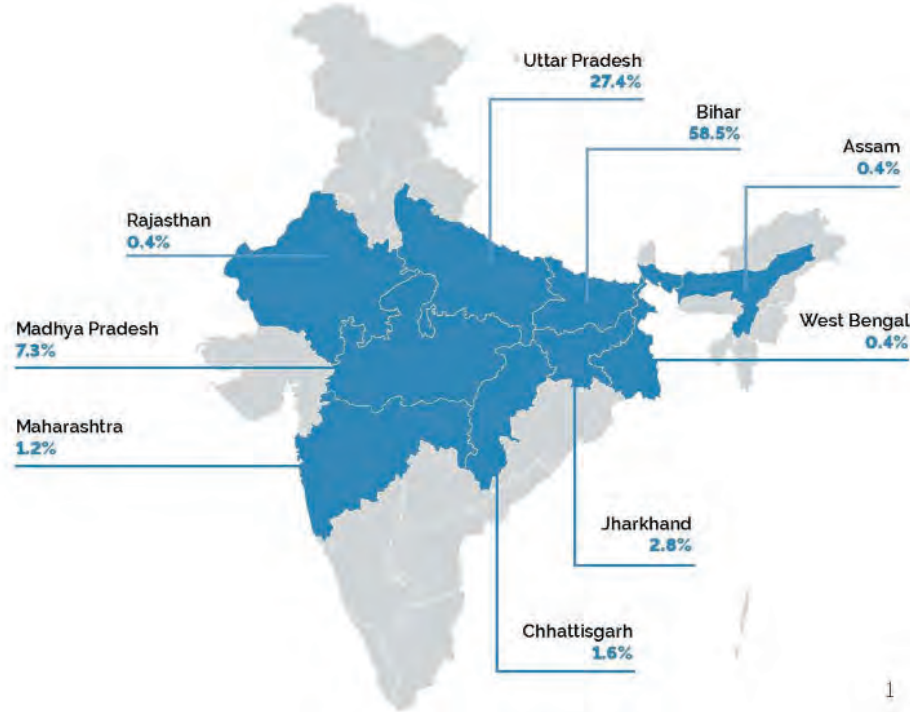 Uttar Pradesh
27.4%
Bihar
58.5%
Assam
0.4%
Rajasthan
0.4%
Madhya Pradesh
7.3%
West Bengal
0.4%
Maharashtra
1.2%
Jharkhand
2.8%
Chhattisgarh
1.6%
1